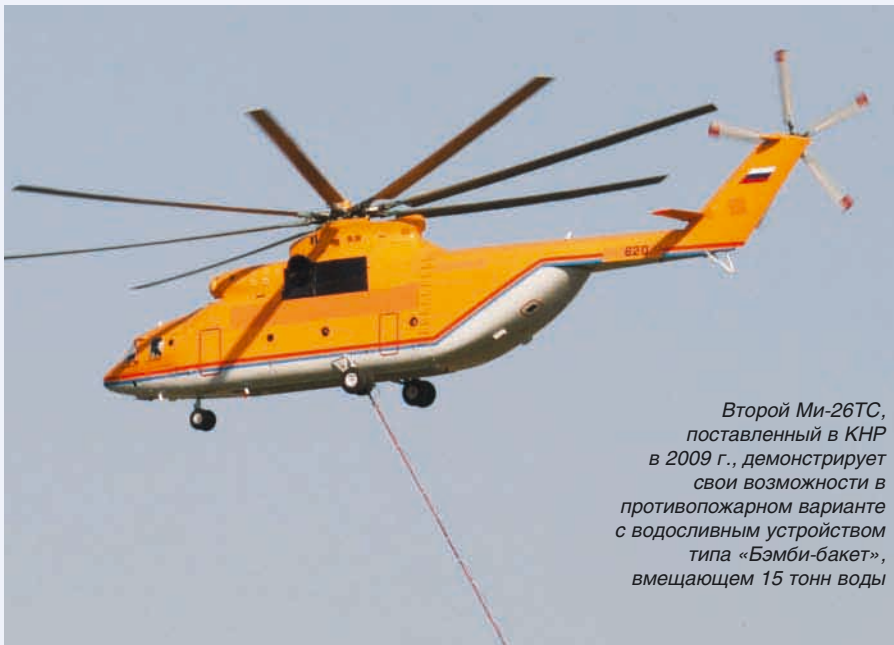 620
Второй Ми-26ТС,
поставленный в КНР
в 2009 г., демонстрирует
свои возможности в
противопожарном варианте
с водосливным устройством
типа «Бэмби-бакет»,
вмещающем 15 тонн воды